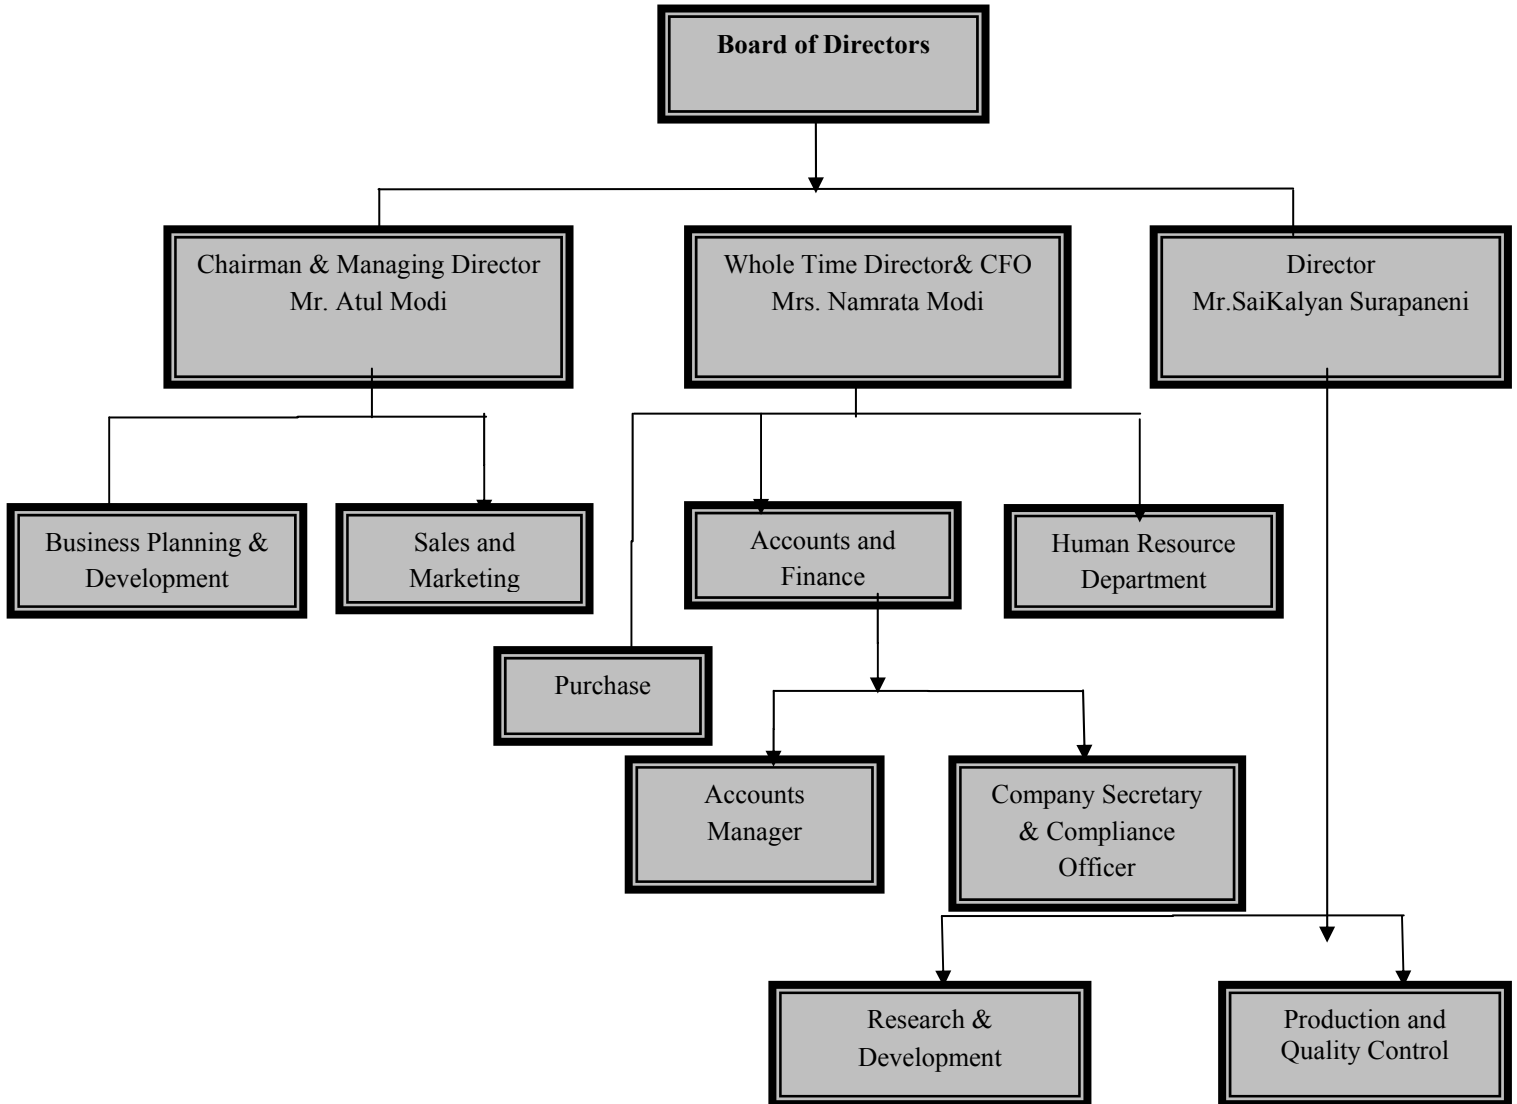 Board of Directors
Chairman & Managing Director
Mr. Atul Modi
Whole Time Director& CFO
Mrs. Namrata Modi
Director
Mr.SaiKalyan Surapaneni
Business Planning &
Development
Sales and
Marketing
Accounts and
Finance
Human Resource
Department
Purchase
Accounts
Manager
Company Secretary
& Compliance
Officer
Research &
Development
Production and
Quality Control